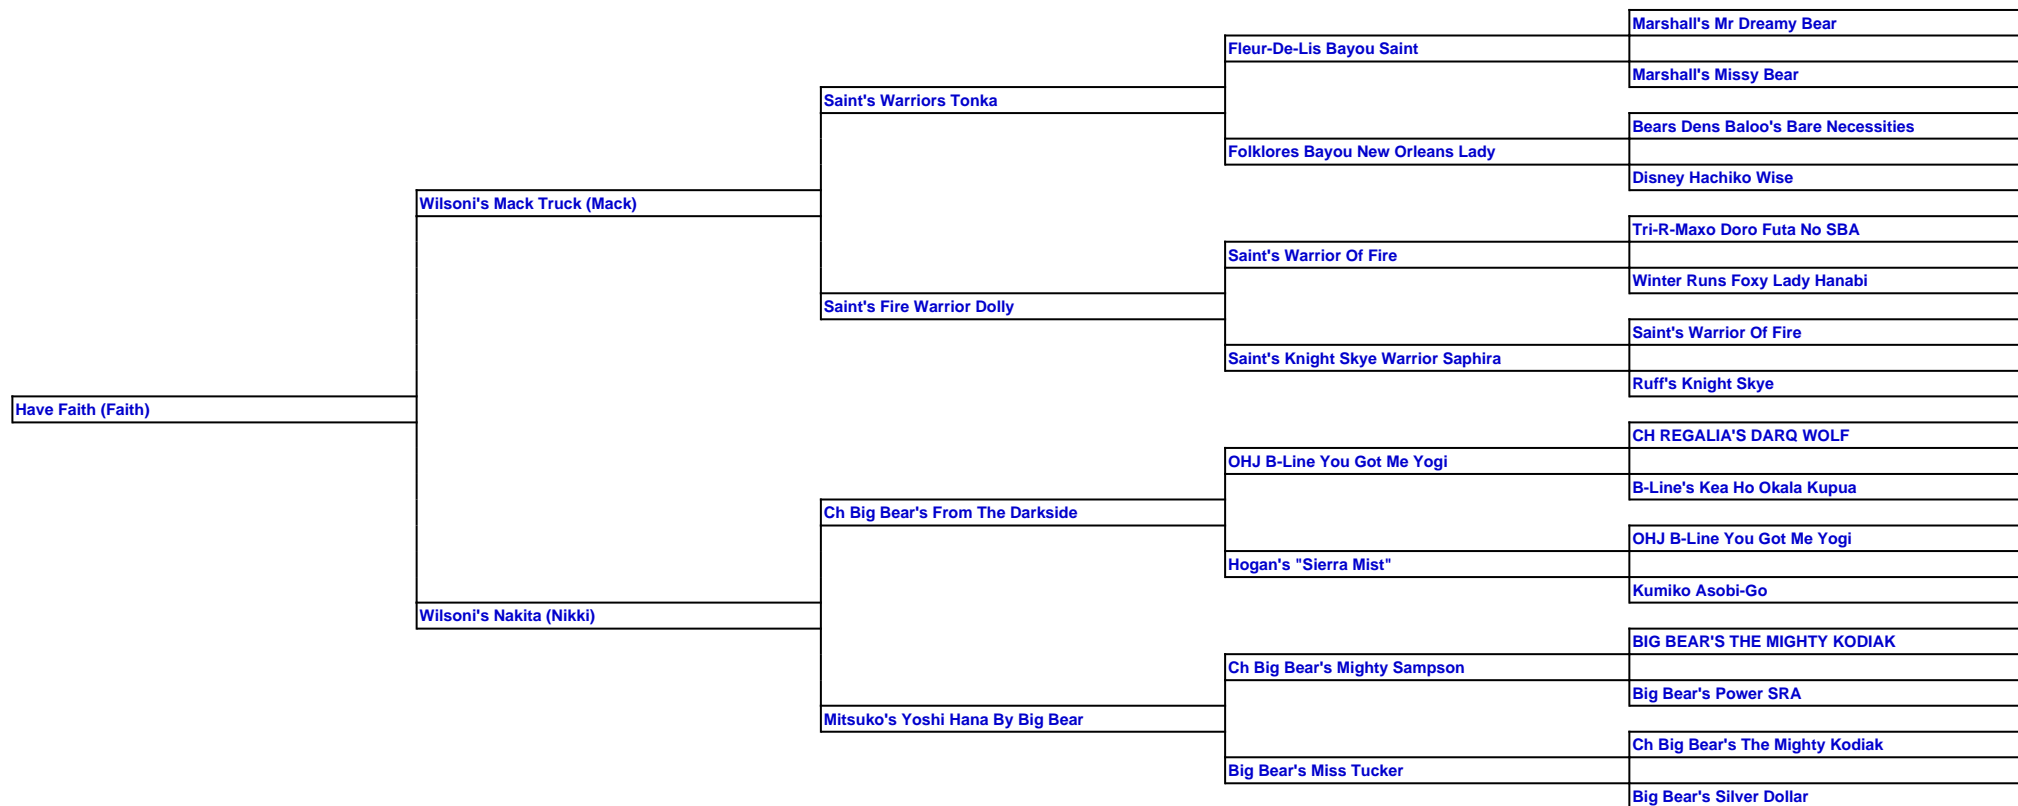 Marshall's Mr Dreamy Bear
Fleur-De-Lis Bayou Saint
Marshall's Missy Bear
Saint's Warriors Tonka
Bears Dens Baloo's Bare Necessities
Folklores Bayou New Orleans Lady
Disney Hachiko Wise
Wilsoni's Mack Truck (Mack)
Tri-R-Maxo Doro Futa No SBA
Saint's Warrior Of Fire
Winter Runs Foxy Lady Hanabi
Saint's Fire Warrior Dolly
Saint's Warrior Of Fire
Saint's Knight Skye Warrior Saphira
Ruff's Knight Skye
Have Faith (Faith)
CH REGALIA'S DARQ WOLF
OHJ B-Line You Got Me Yogi
B-Line's Kea Ho Okala Kupua
Ch Big Bear's From The Darkside
OHJ B-Line You Got Me Yogi
Hogan's "Sierra Mist"
Kumiko Asobi-Go
Wilsoni's Nakita (Nikki)
BIG BEAR'S THE MIGHTY KODIAK
Ch Big Bear's Mighty Sampson
Big Bear's Power SRA
Mitsuko's Yoshi Hana By Big Bear
Ch Big Bear's The Mighty Kodiak
Big Bear's Miss Tucker
Big Bear's Silver Dollar